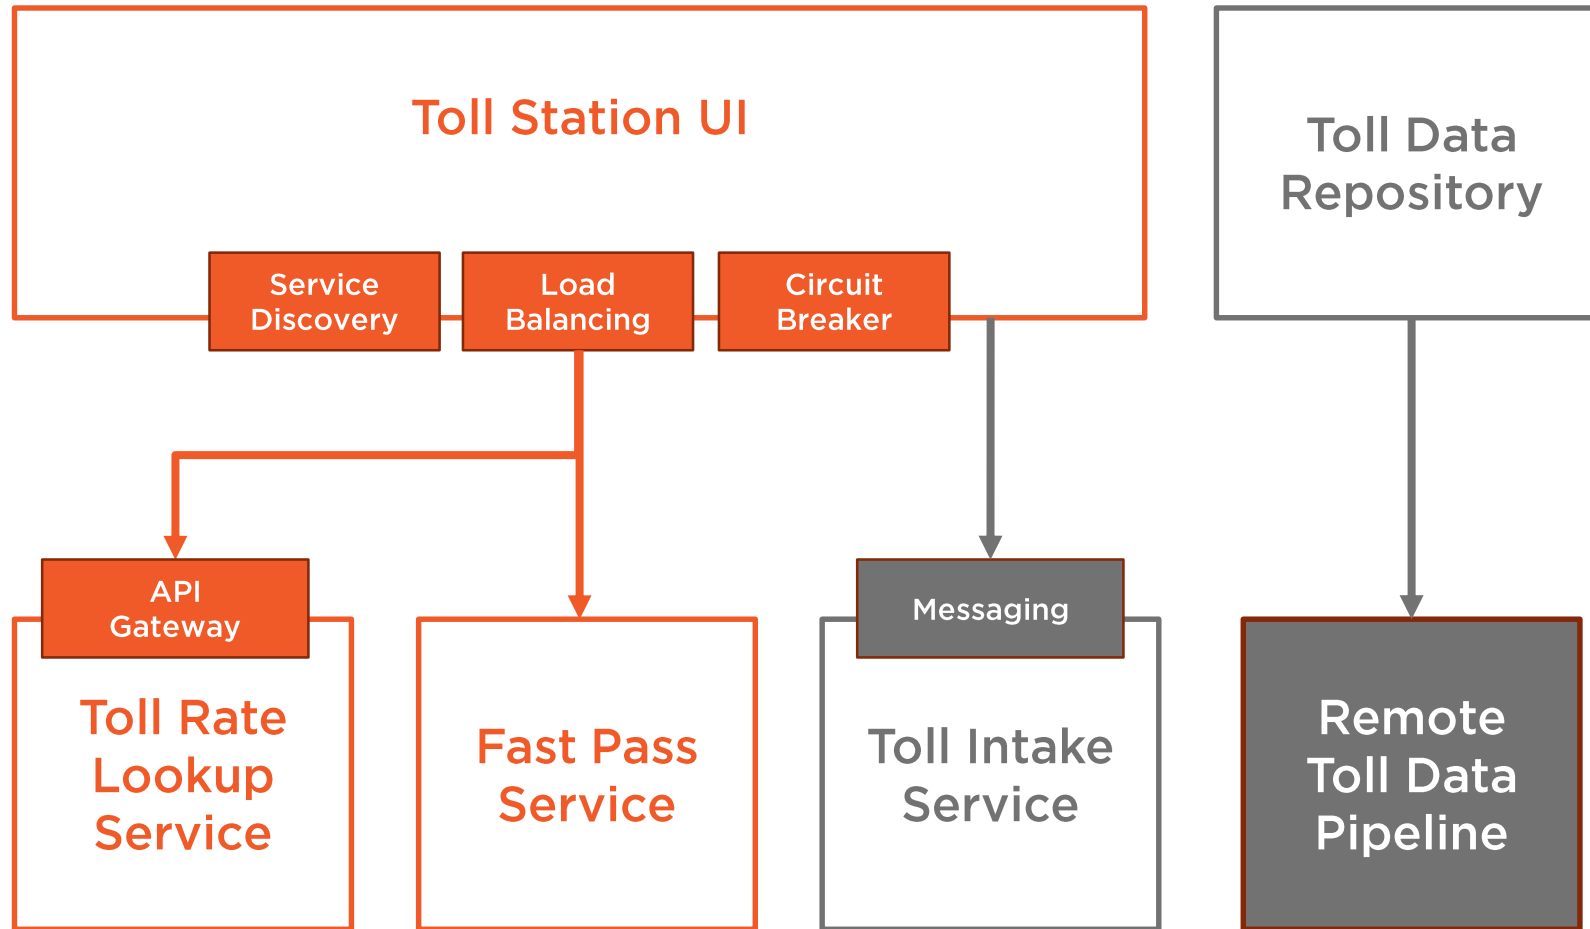 Toll Station UI
Toll Data
Repository
Service
Discovery
Load
Balancing
Circuit
Breaker
API
Gateway
Messaging
Toll Rate
Lookup
Service
Fast Pass
Service
Toll Intake
Service
Remote
Toll Data
Pipeline